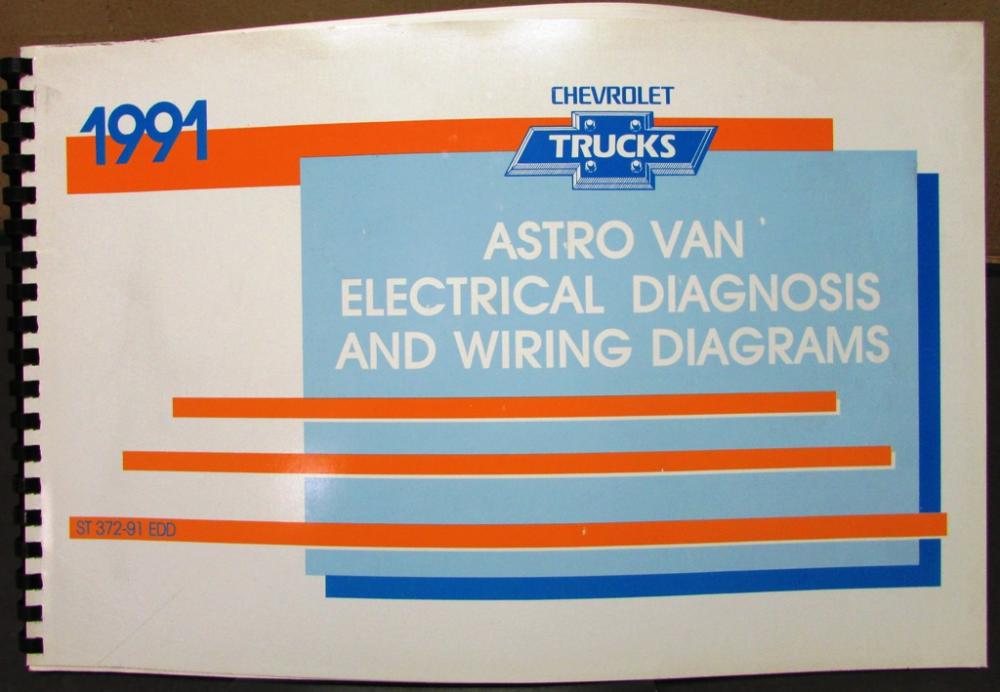 1991
CHEVROLET
TRUCKS
ASTRO VAN
ELECTRICAL DIAGNOSIS
AND WIRING DIAGRAMS
ST 372-91 EDD